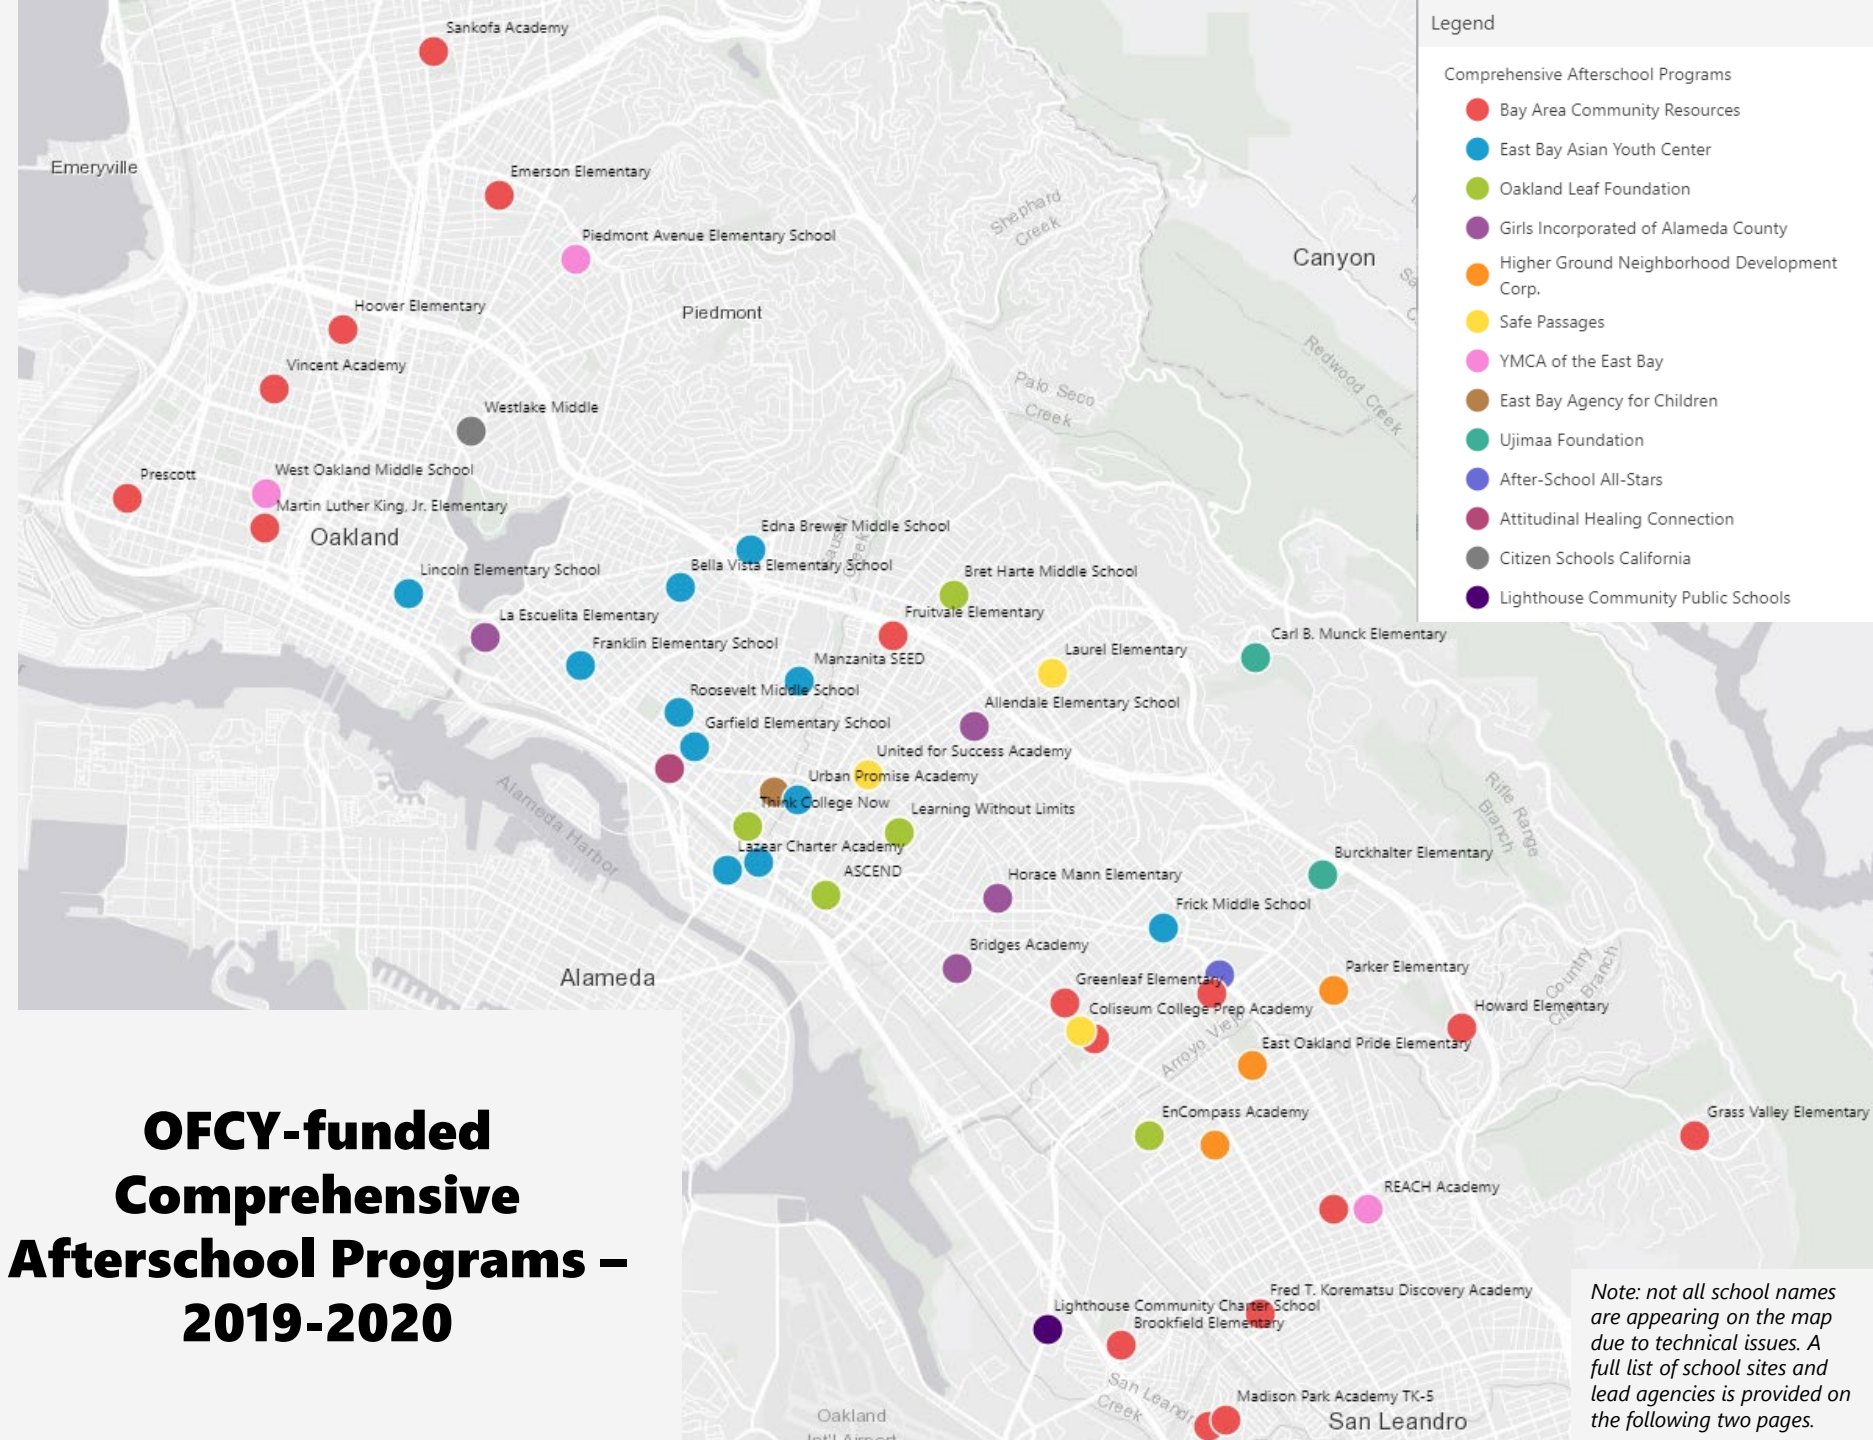 Sankofa Academy
Emeryville
Emerson Elementary
Piedmont Avenue Elementary School
Shephard
Creek
Canyon
Hoover Elementary
Piedmont
Vincent Academy
Redwood Creek
Palo Seco
Creek
Westlake Middle
Prescott
West Oakland Middle School
Martin Luther King, Jr. Elementary
Oakland
Edna Brewer Middle School
Bella Vista Elementary School
Creek
Lincoln Elementary School
Bret Harte Middle School
La Escuelita Elementary
Fruitvale Elementary
Franklin Elementary School
Carl B. Munck Elementary
Manzanita SEED
Laurel Elementary
Roosevelt Middle School
Allendale Elementary School
Garfield Elementary School
United for Success Academy
Urban Promise Academy
Think College Now
Learning Without Limits
Alameda Harbor
Rifle Range
Branch
Lazear Charter Academy
Burckhalter Elementary
ASCEND
Horace Mann Elementary
Frick Middle School
Bridges Academy
Alameda
Greenleaf Elementary
Parker Elementary
Country
Club Branch
Coliseum College Prep Academy
Howard Elementary
Arroyo Viejo
East Oakland Pride Elementary
EnCompass Academy
Grass Valley Elementary
REACH Academy
Fred T. Korematsu Discovery Academy
Lighthouse Community Charter School
Brookfield Elementary
San Leandro
Creek
Madison Park Academy TK-5
San Leandro
Oakland
Int'l Airport
Legend
Comprehensive Afterschool Programs
Bay Area Community Resources
East Bay Asian Youth Center
Oakland Leaf Foundation
Girls Incorporated of Alameda County
Higher Ground Neighborhood Development
Corp.
Safe Passages
YMCA of the East Bay
East Bay Agency for Children
Ujimaa Foundation
After-School All-Stars
Attitudinal Healing Connection
Citizen Schools California
Lighthouse Community Public Schools
OFCY-funded
Comprehensive
Afterschool Programs –
2019-2020
Note: not all school names
are appearing on the map
due to technical issues. A
full list of school sites and
lead agencies is provided on
the following two pages.